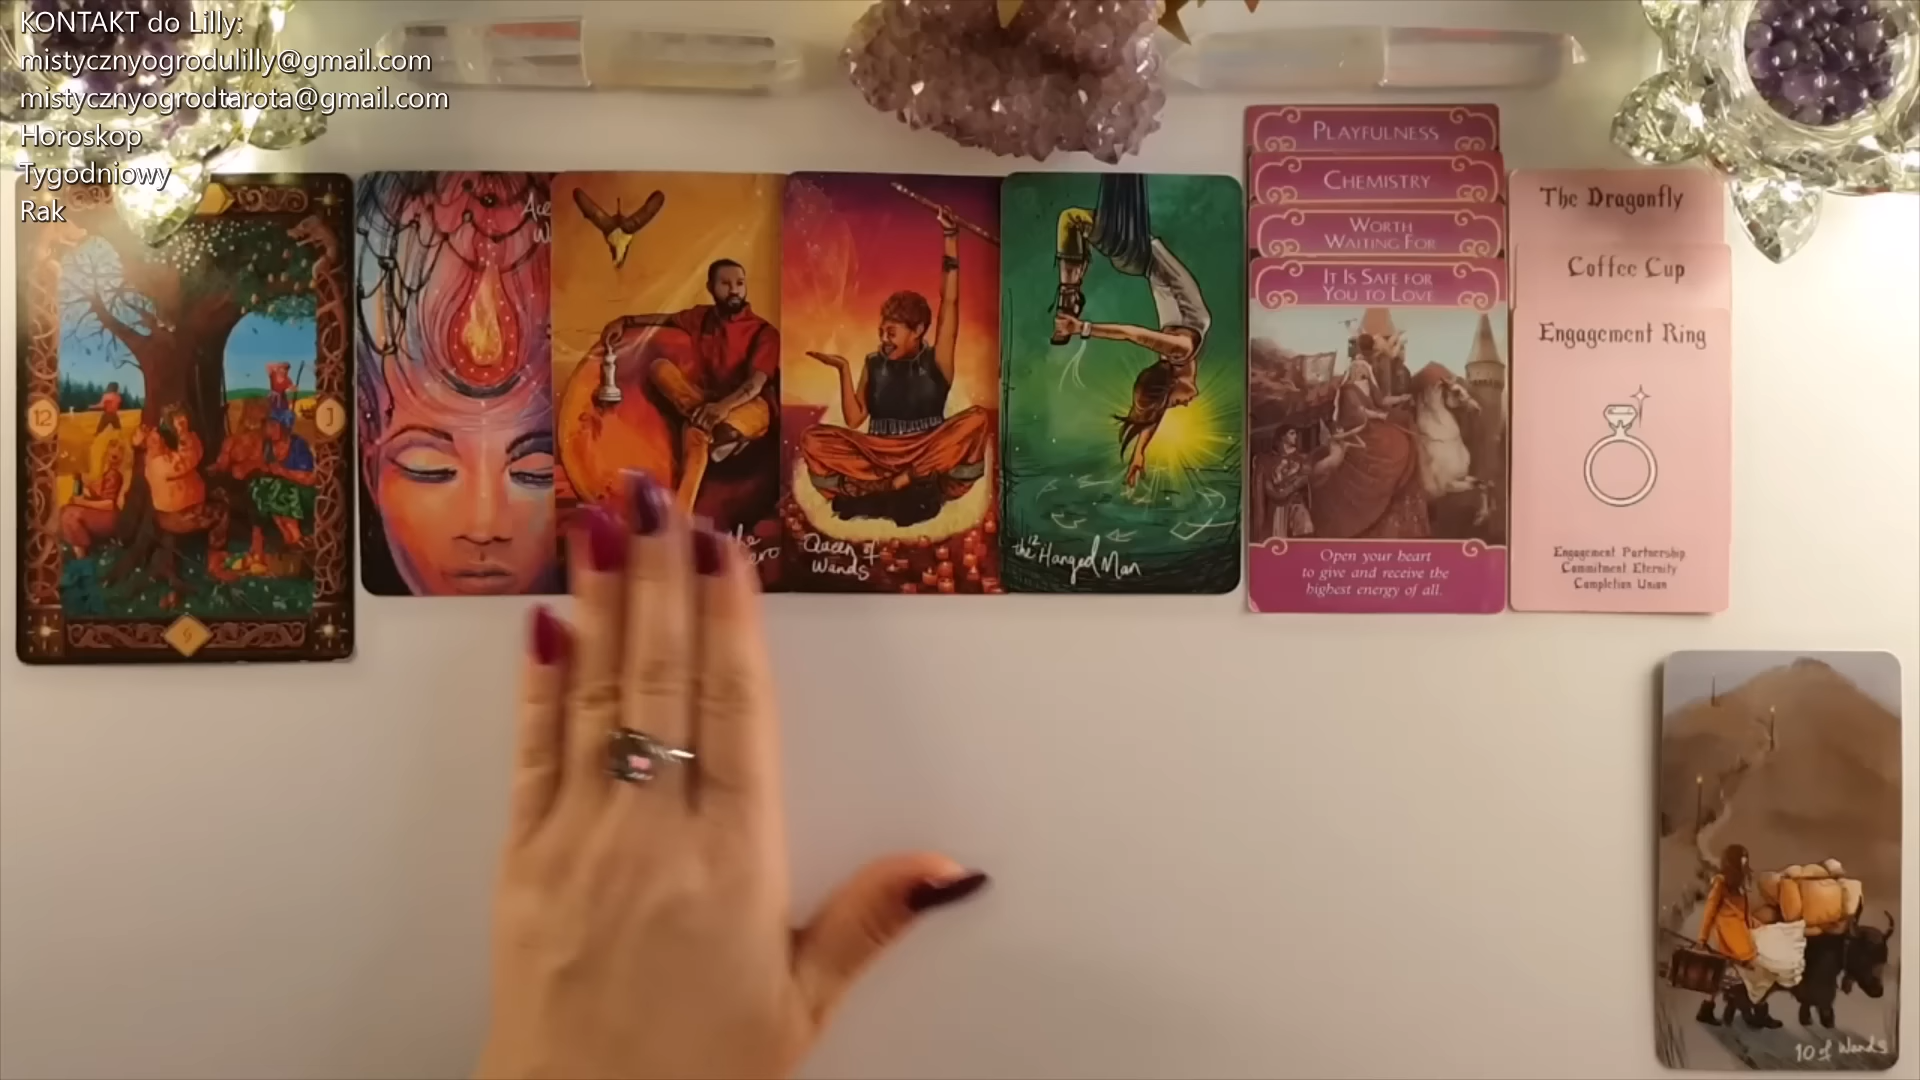 KONTAKT do Lilly:
mistycznyogrodulilly@gmail.com
mistycznyogrodtarota@gmail.com
Horoskop
Tygodniowy
Rak
12
J
Queen of
Wands
12
the Hanged Man
PLAYFULNESS
CHEMISTRY
WORTH
WAITING FOR
IT IS SAFE FOR
YOU TO LOVE
Open your heart
to give and receive the
highest energy of all.
The Dragonfly
Coffee Cup
Engagement Ring
Engagement Partnership
Commitment Eternity
Completion Union
10 of Wands